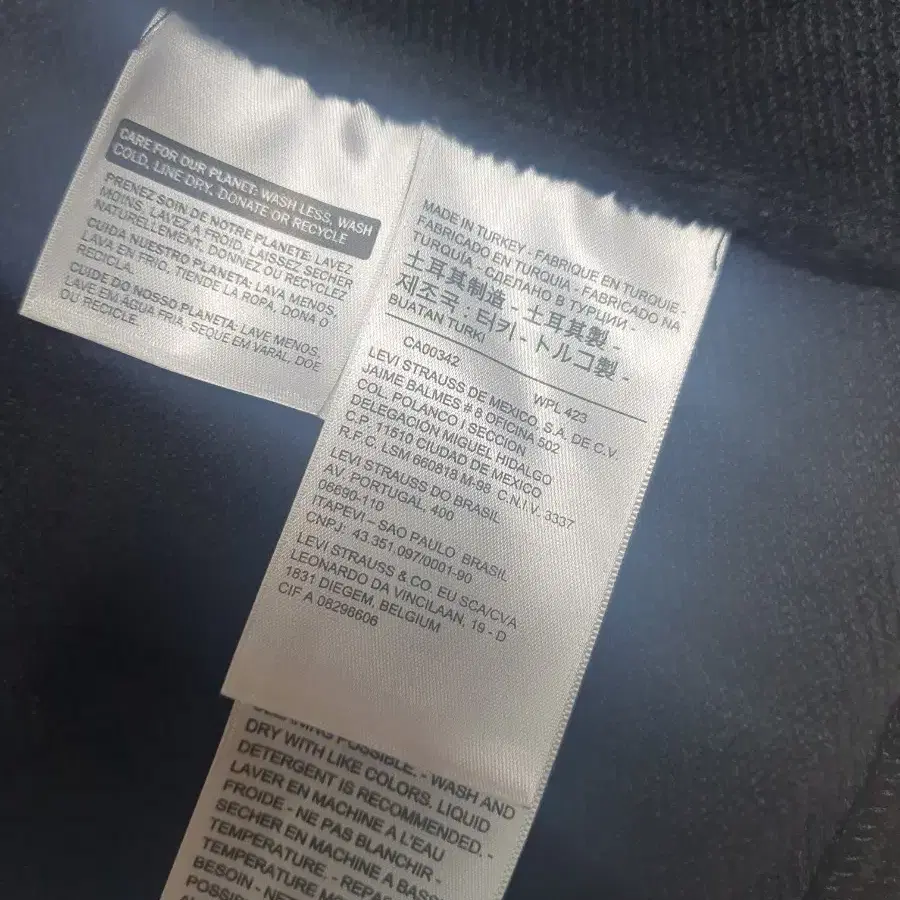 CARE FOR OUR PLANET: WASH LESS, WASH
COLD, LINE DRY, DONATE OR RECYCLE
PRENEZ SOIN DE NOTRE PLANETE: LAVEZ
MOINS, LAVEZ A FROID, LAISSEZ SECHER
NATURELLEMENT, DONNEZ OU RECYCLEZ
CUIDA NUESTRO PLANETA: LAVA MENOS,
LAVA EN FRIO, TIENDE LA ROPA, DONA O
RECICLA.
CUIDE DO NOSSO PLANETA: LAVE MENOS,
LAVE EM ÁGUA FRIA, SEQUE EM VARAL, DOE
OU RECICLE.
MADE IN TURKEY - FABRIQUE EN TURQUIE -
FABRICADO EN TURQUIA - FABRICADO NA
TURQUÍA - СДЕЛАНО В ТУРЦИИ -
土耳其制造 - 土耳其製 -
제조국 : 터키 - トルコ製 -
BUATAN TURKI
CA00342 WPL 423
LEVI STRAUSS DE MEXICO, S.A. DE C.V.
JAIME BALMES # 8 OFICINA 502
COL. POLANCO I SECCION
DELEGACIÓN MIGUEL HIDALGO
C.P. 11510 CIUDAD DE MEXICO
R.F.C. LSM 660818 M-98 C.N.I.V. 3337
LEVI STRAUSS DO BRASIL
AV. PORTUGAL, 400
06690-110
ITAPEVI – SAO PAULO BRASIL
CNPJ: 43.351.097/0001-90
LEVI STRAUSS & CO. EU SCA/CVA
LEONARDO DA VINCILAAN, 19 - D
1831 DIEGEM, BELGIUM
CIF A 08298606
POSSIBLE. - WASH AND
DRY WITH LIKE COLORS. LIQUID
DETERGENT IS RECOMMENDED. -
LAVER EN MACHINE A L'EAU
FROIDE - NE PAS BLANCHIR -
SECHER EN MACHINE A BASSE
TEMPERATURE. - REPAS
TEMPERATURE MO
BESOIN - NET
POSSI